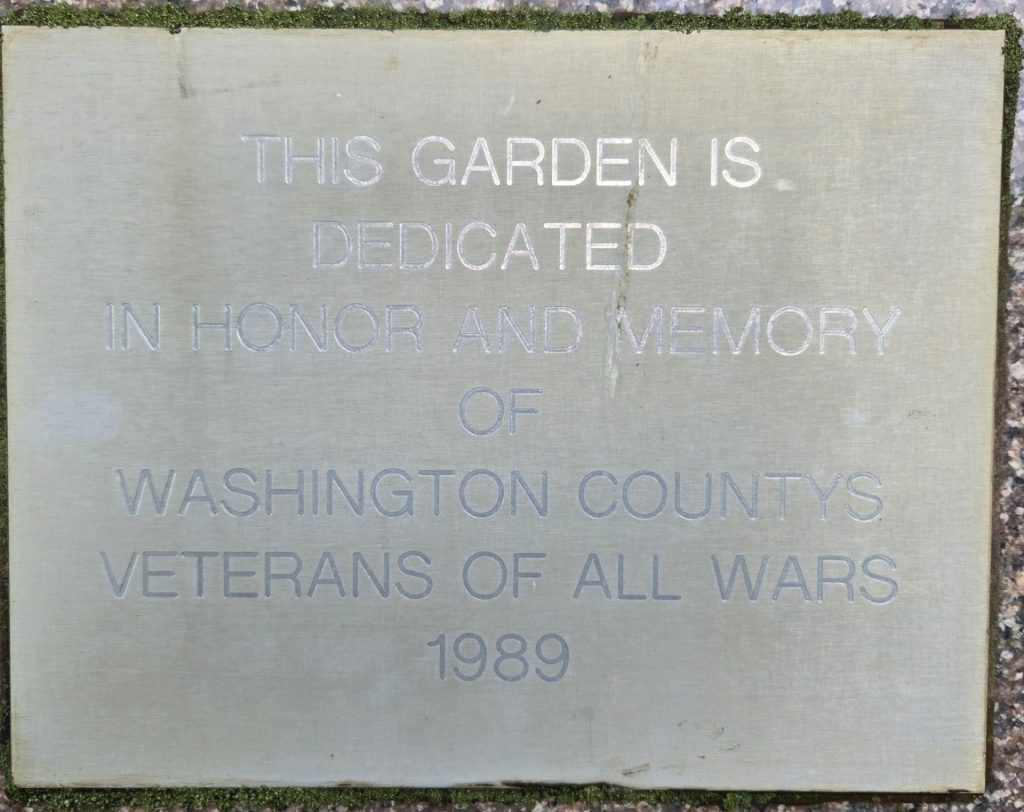 THIS GARDEN IS
DEDICATED
IN HONOR AND MEMORY
OF
WASHINGTON COUNTYS
VETERANS OF ALL WARS
1989